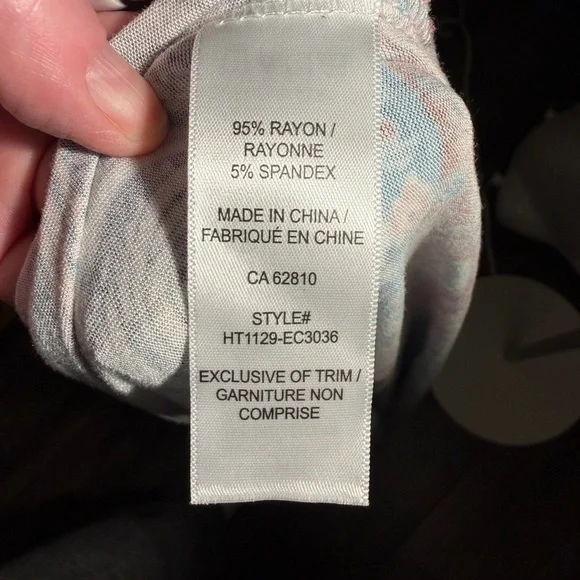 95% RAYON /
RAYONNE
5% SPANDEX
MADE IN CHINA /
FABRIQUÉ EN CHINE
CA 62810
STYLE#
HT1129-EC3036
EXCLUSIVE OF TRIM /
GARNITURE NON
COMPRISE